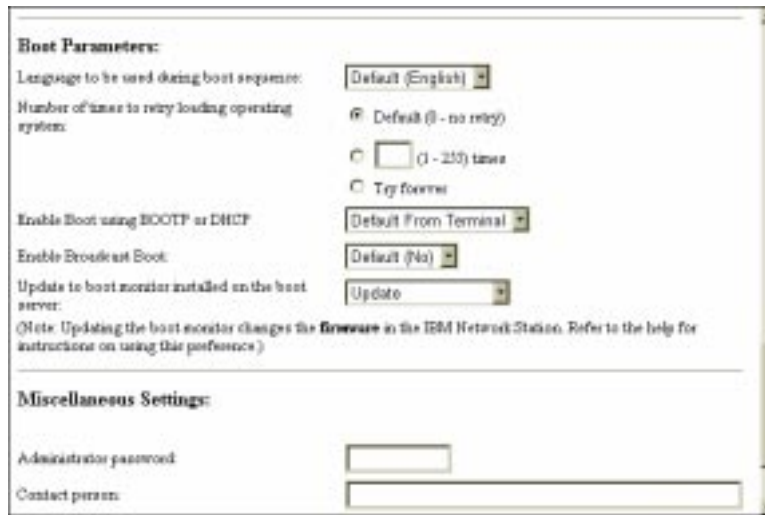 Boot Parameters:
Language to be used during boot sequence: Default (English)
Number of times to retry loading operating
system: Default (0 - no retry)
(1 - 255) times
Try forever
Enable Boot using BOOTP or DHCP Default From Terminal
Enable Broadcast Boot: Default (No)
Update to boot monitor installed on the boot
server: Update
(Note: Updating the boot monitor changes the firmware in the IBM Network Station. Refer to the help for
instructions on using this preference.)
Miscellaneous Settings:
Administrator password:
Contact person: